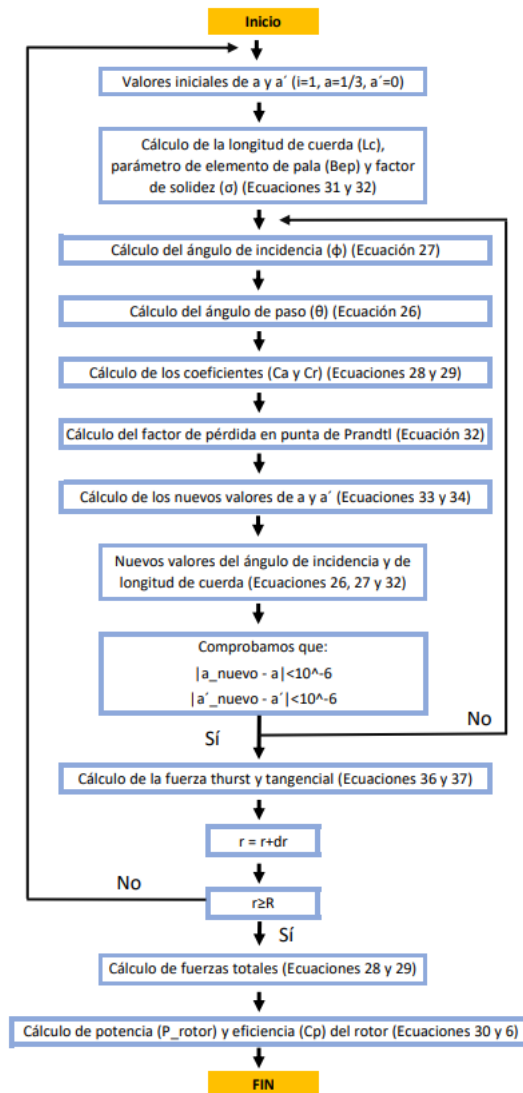 Inicio
Valores iniciales de a y a´ (i=1, a=1/3, a´=0)
Cálculo de la longitud de cuerda (Lc),
parámetro de elemento de pala (Bep) y factor
de solidez (σ) (Ecuaciones 31 y 32)
Cálculo del ángulo de incidencia (ϕ) (Ecuación 27)
Cálculo del ángulo de paso (θ) (Ecuación 26)
Cálculo de los coeficientes (Ca y Cr) (Ecuaciones 28 y 29)
Cálculo del factor de pérdida en punta de Prandtl (Ecuación 32)
Cálculo de los nuevos valores de a y a´ (Ecuaciones 33 y 34)
Nuevos valores del ángulo de incidencia y de
longitud de cuerda (Ecuaciones 26, 27 y 32)
Comprobamos que:
|a_nuevo - a|<10^-6
|a´_nuevo - a´|<10^-6
No
Sí
Cálculo de la fuerza thurst y tangencial (Ecuaciones 36 y 37)
r = r+dr
No
r≥R
Sí
Cálculo de fuerzas totales (Ecuaciones 28 y 29)
Cálculo de potencia (P_rotor) y eficiencia (Cp) del rotor (Ecuaciones 30 y 6)
FIN